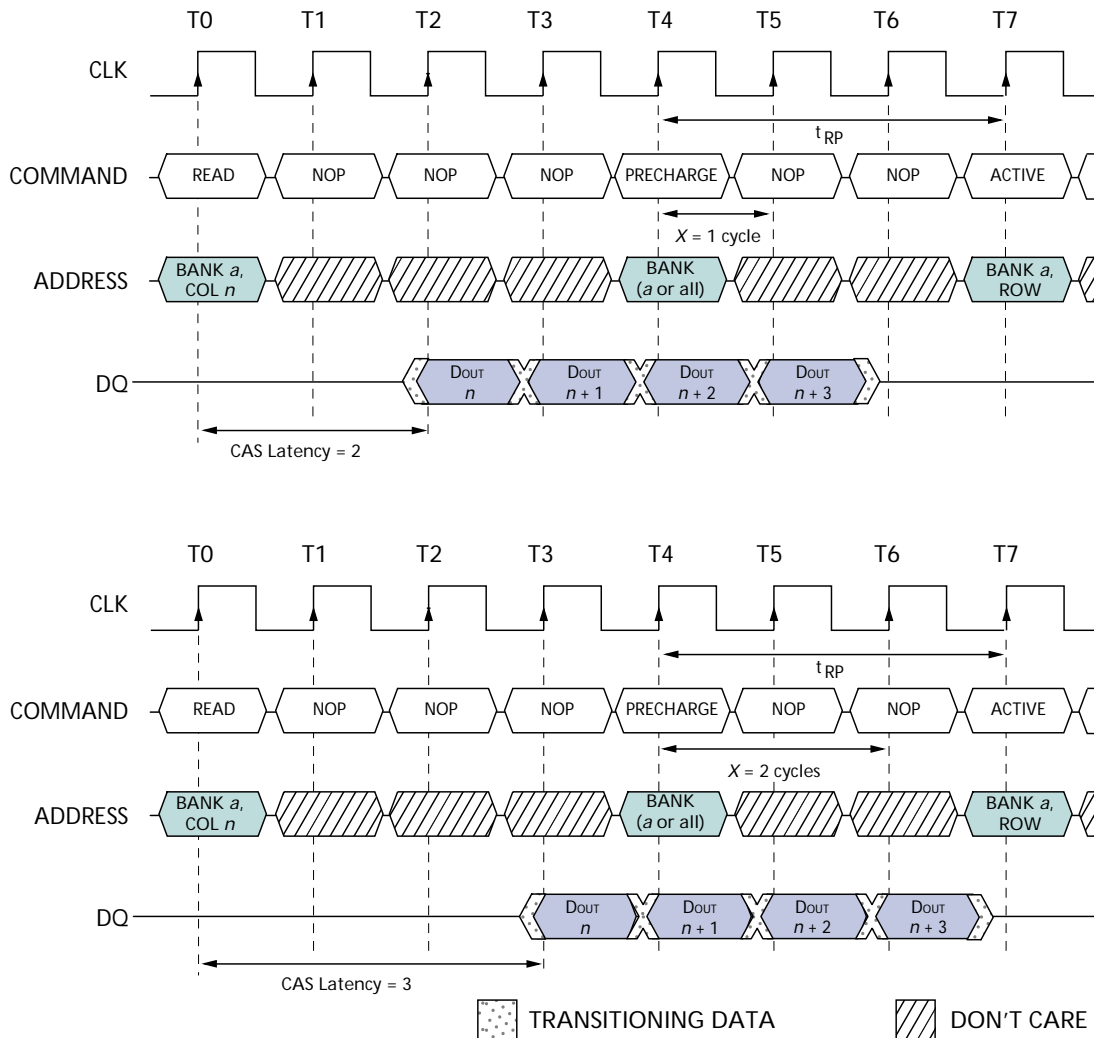 T0 T1 T2 T3 T4 T5 T6 T7
CLK
t RP
COMMAND READ NOP NOP NOP PRECHARGE NOP NOP ACTIVE
X = 1 cycle
ADDRESS BANK a, COL n BANK (a or all) BANK a, ROW
DQ DOUT n DOUT n + 1 DOUT n + 2 DOUT n + 3
CAS Latency = 2
T0 T1 T2 T3 T4 T5 T6 T7
CLK
t RP
COMMAND READ NOP NOP NOP PRECHARGE NOP NOP ACTIVE
X = 2 cycles
ADDRESS BANK a, COL n BANK (a or all) BANK a, ROW
DQ DOUT n DOUT n + 1 DOUT n + 2 DOUT n + 3
CAS Latency = 3
TRANSITIONING DATA DON'T CARE